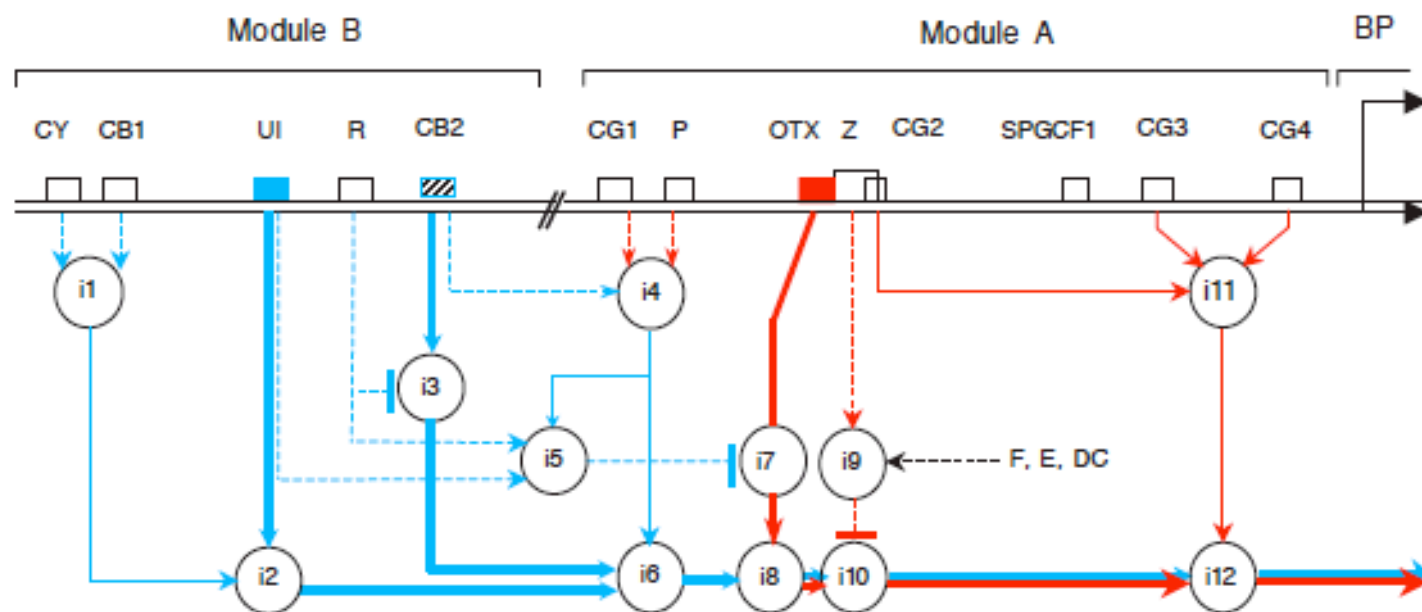 Module B Module A BP
CY CB1 UI R CB2 CG1 P OTX Z CG2 SPGCF1 CG3 CG4
i1 i4 i11
i3
i5 i7 i9 F, E, DC
i2 i6 i8 i10 i12